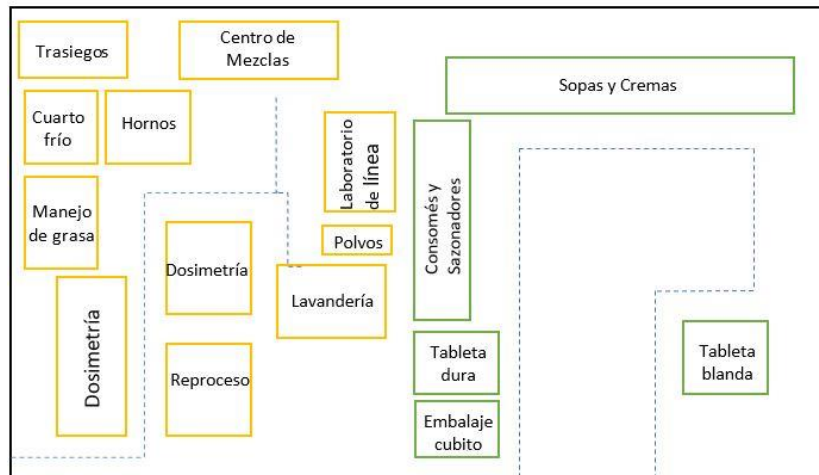 Trasiegos
Centro de
Mezclas
Sopas y Cremas
Cuarto
frío
Hornos
Laboratorio
de línea
Consomés y
Sazonadores
Manejo
de grasa
Dosimetría
Polvos
Lavandería
Dosimetría
Reproceso
Tableta
dura
Tableta
blanda
Embalaje
cubito